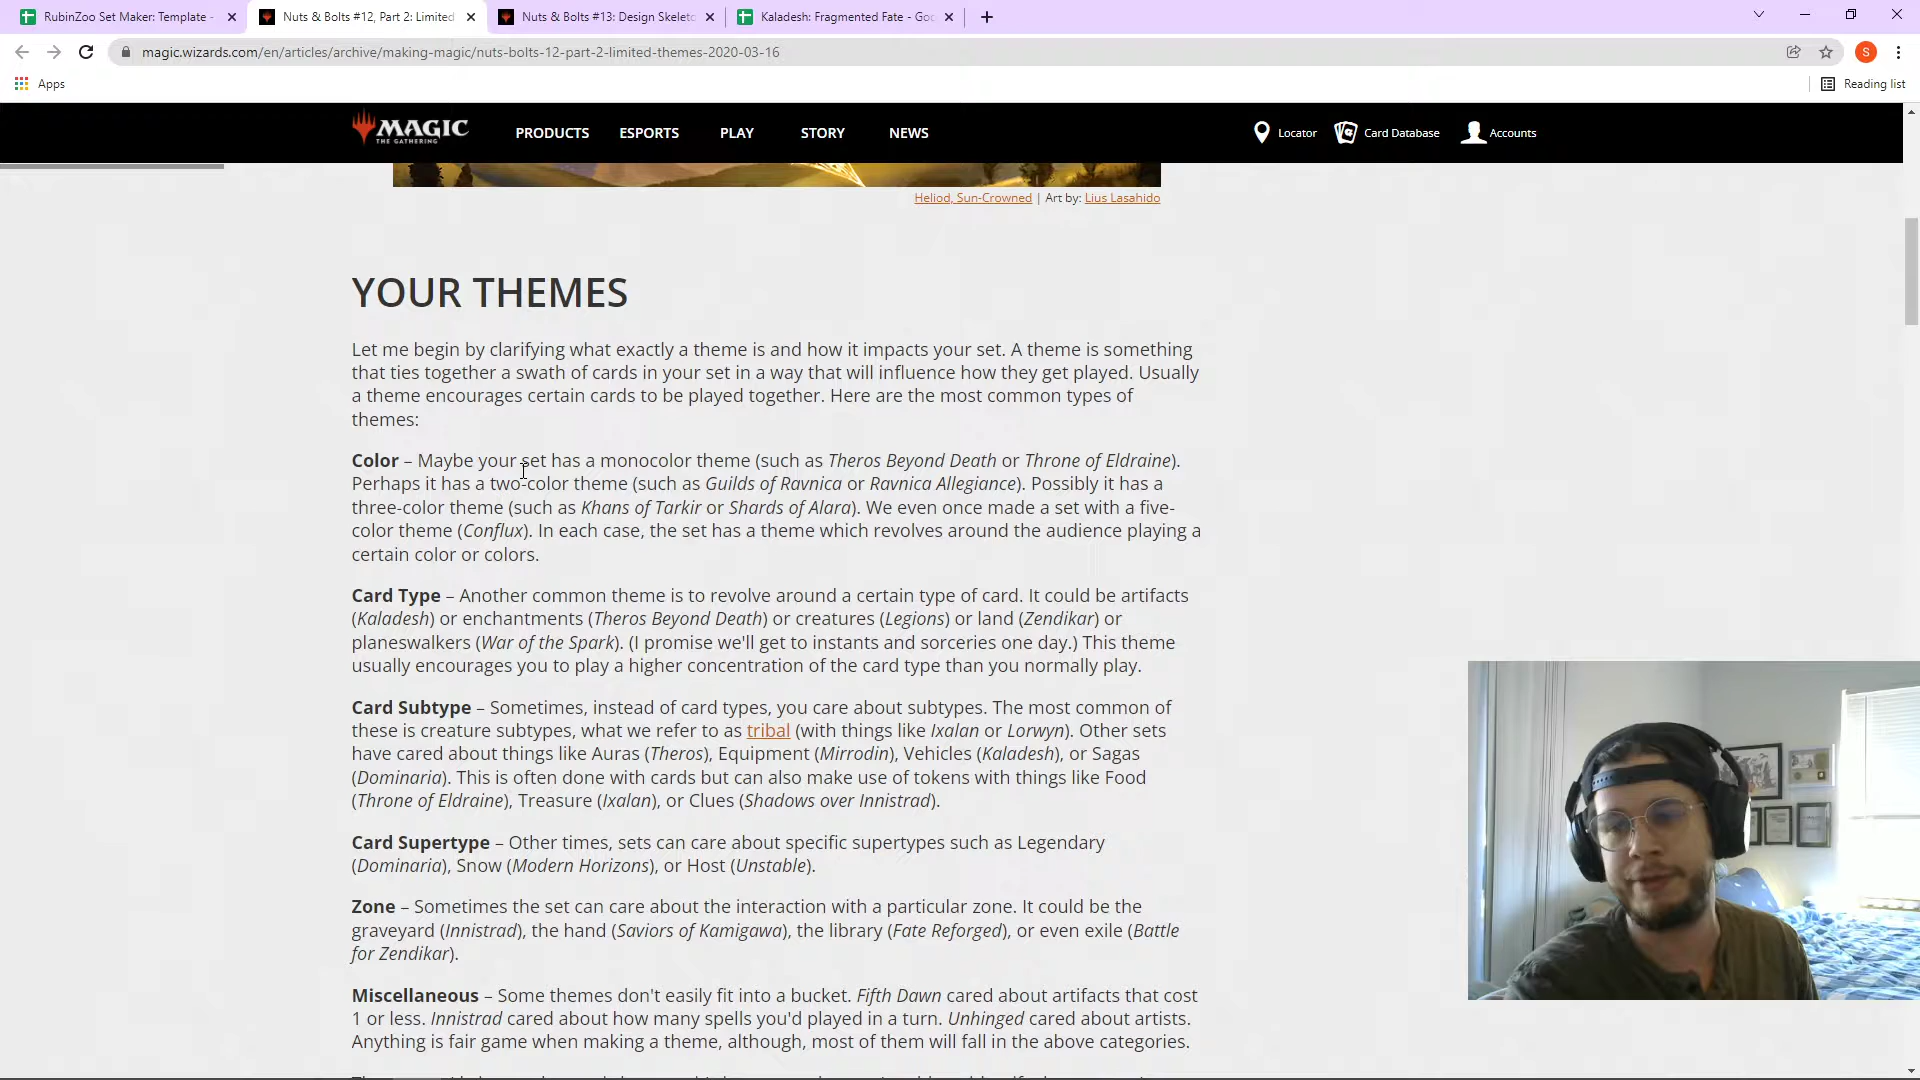 RubinZoo Set Maker: Template -
Nuts & Bolts #12, Part 2: Limited
Nuts & Bolts #13: Design Skelet
Kaladesh: Fragmented Fate - Goo
magic.wizards.com/en/articles/archive/making-magic/nuts-bolts-12-part-2-limited-themes-2020-03-16
S
Apps
Reading list
MAGIC
THE GATHERING
PRODUCTS
ESPORTS
PLAY
STORY
NEWS
Locator
Card Database
Accounts
Heliod, Sun-Crowned | Art by: Lius Lasahido
YOUR THEMES
Let me begin by clarifying what exactly a theme is and how it impacts your set. A theme is something
that ties together a swath of cards in your set in a way that will influence how they get played. Usually
a theme encourages certain cards to be played together. Here are the most common types of
themes:
Color – Maybe your set has a monocolor theme (such as Theros Beyond Death or Throne of Eldraine).
Perhaps it has a two-color theme (such as Guilds of Ravnica or Ravnica Allegiance). Possibly it has a
three-color theme (such as Khans of Tarkir or Shards of Alara). We even once made a set with a five-
color theme (Conflux). In each case, the set has a theme which revolves around the audience playing a
certain color or colors.
Card Type – Another common theme is to revolve around a certain type of card. It could be artifacts
(Kaladesh) or enchantments (Theros Beyond Death) or creatures (Legions) or land (Zendikar) or
planeswalkers (War of the Spark). (I promise we'll get to instants and sorceries one day.) This theme
usually encourages you to play a higher concentration of the card type than you normally play.
Card Subtype – Sometimes, instead of card types, you care about subtypes. The most common of
these is creature subtypes, what we refer to as tribal (with things like Ixalan or Lorwyn). Other sets
have cared about things like Auras (Theros), Equipment (Mirrodin), Vehicles (Kaladesh), or Sagas
(Dominaria). This is often done with cards but can also make use of tokens with things like Food
(Throne of Eldraine), Treasure (Ixalan), or Clues (Shadows over Innistrad).
Card Supertype – Other times, sets can care about specific supertypes such as Legendary
(Dominaria), Snow (Modern Horizons), or Host (Unstable).
Zone – Sometimes the set can care about the interaction with a particular zone. It could be the
graveyard (Innistrad), the hand (Saviors of Kamigawa), the library (Fate Reforged), or even exile (Battle
for Zendikar).
Miscellaneous – Some themes don't easily fit into a bucket. Fifth Dawn cared about artifacts that cost
1 or less. Innistrad cared about how many spells you'd played in a turn. Unhinged cared about artists.
Anything is fair game when making a theme, although, most of them will fall in the above categories.